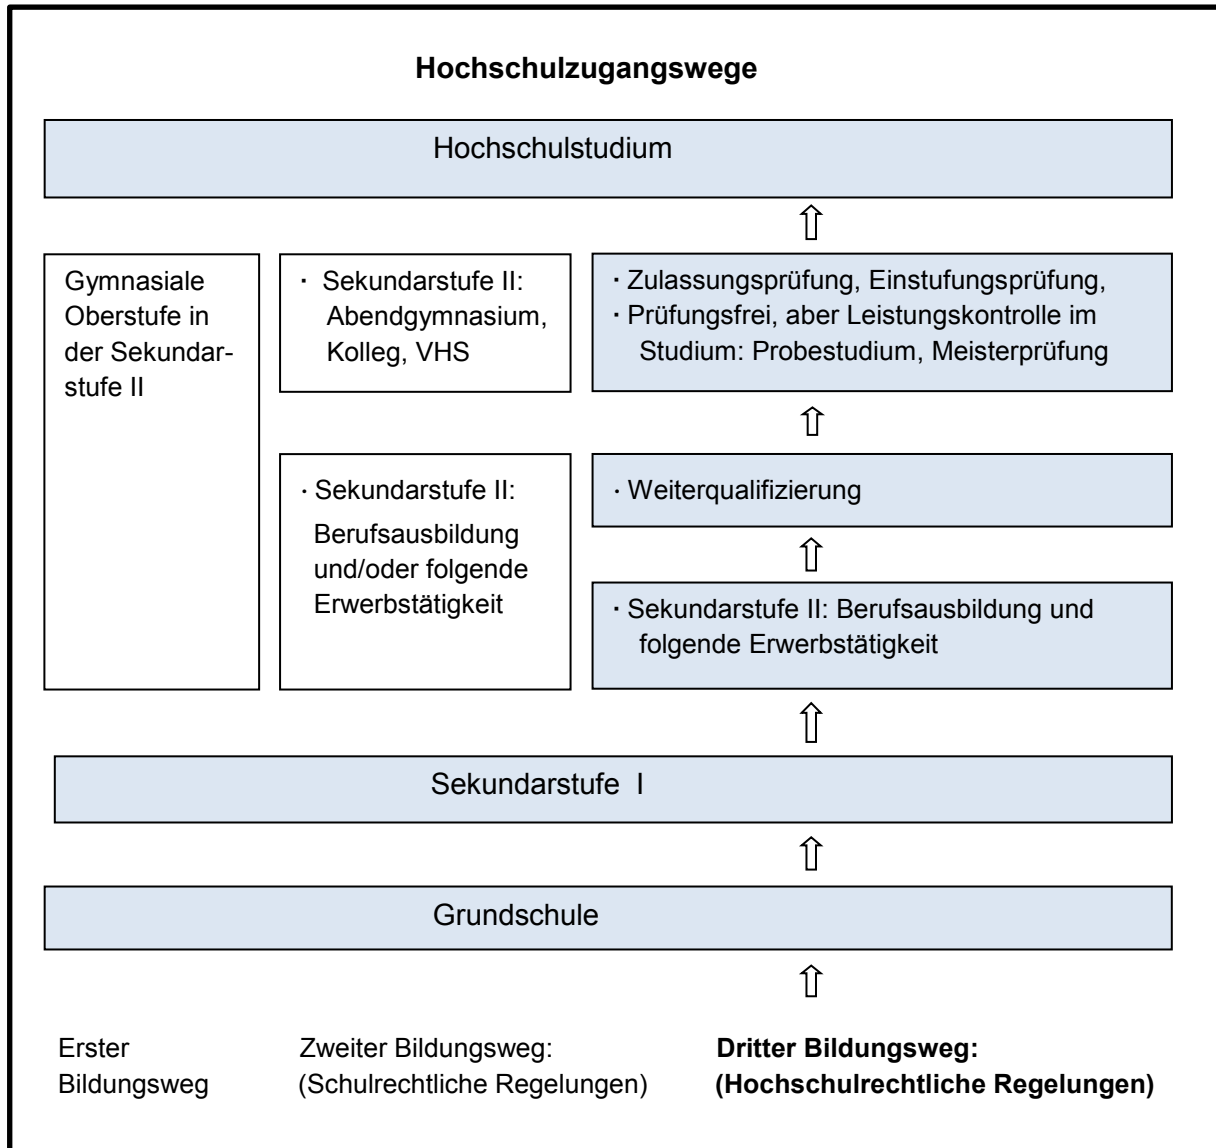 Hochschulzugangswege
Hochschulstudium
Gymnasiale
Oberstufe in
der Sekundar-
stufe II
· Sekundarstufe II:
Abendgymnasium,
Kolleg, VHS
· Zulassungsprüfung, Einstufungsprüfung,
· Prüfungsfrei, aber Leistungskontrolle im
Studium: Probestudium, Meisterprüfung
· Sekundarstufe II:
Berufsausbildung
und/oder folgende
Erwerbstätigkeit
· Weiterqualifizierung
· Sekundarstufe II: Berufsausbildung und
folgende Erwerbstätigkeit
Sekundarstufe I
Grundschule
Erster
Bildungsweg
Zweiter Bildungsweg:
(Schulrechtliche Regelungen)
Dritter Bildungsweg:
(Hochschulrechtliche Regelungen)